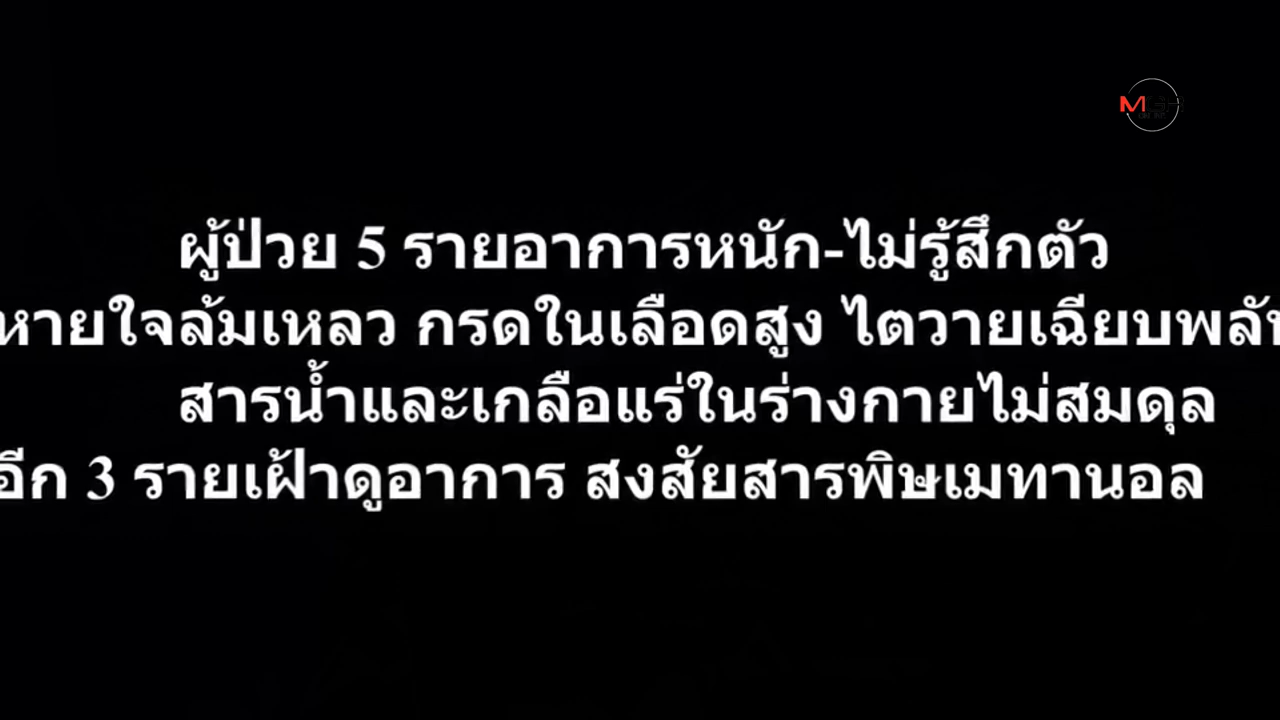 MGR
ผู้ป่วย 5 รายอาการหนัก-ไม่รู้สึกตัว
หายใจล้มเหลว กรดในเลือดสูง ไตวายเฉียบพลัน
สารน้ำและเกลือแร่ในร่างกายไม่สมดุล
อีก 3 รายเฝ้าดูอาการ สงสัยสารพิษเมทานอล